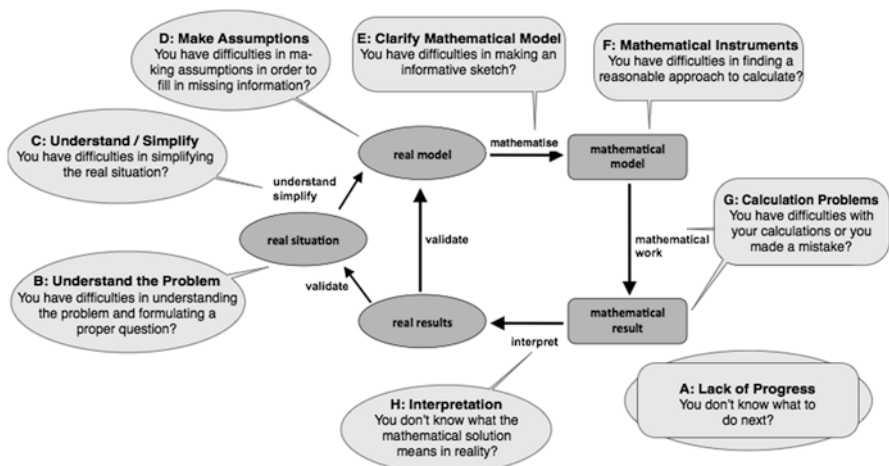 D: Make Assumptions
You have difficulties in ma-
king assumptions in order to
fill in missing information?
E: Clarify Mathematical Model
You have difficulties in making an
informative sketch?
F: Mathematical Instruments
You have difficulties in finding a
reasonable approach to calculate?
C: Understand / Simplify
You have difficulties in simplifying
the real situation?
real model
mathematise
mathematical
model
understand
simplify
G: Calculation Problems
You have difficulties with
your calculations or you
made a mistake?
real situation
validate
mathematical
work
B: Understand the Problem
You have difficulties in understanding
the problem and formulating a
proper question?
validate
real results
interpret
mathematical
result
H: Interpretation
You don't know what the
mathematical solution
means in reality?
A: Lack of Progress
You don't know what to
do next?